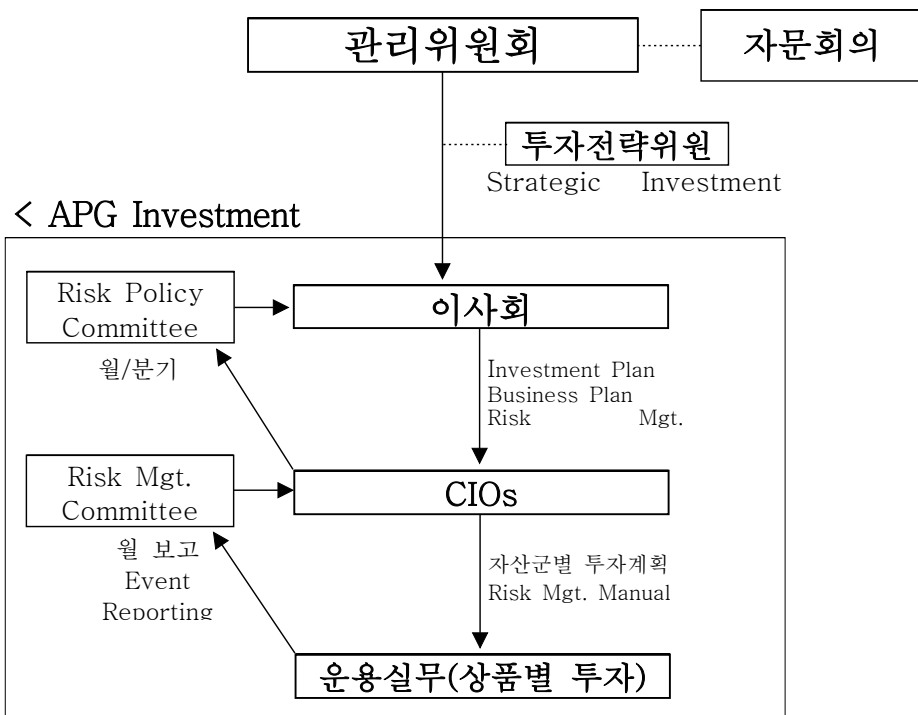 관리위원회
자문회의
투자전략위원
Strategic Investment
< APG Investment
Risk Policy
Committee
월/분기
이사회
Investment Plan
Business Plan
Risk Mgt.
Risk Mgt.
Committee
월 보고
Event
Reporting
CIOs
자산군별 투자계획
Risk Mgt. Manual
운용실무(상품별 투자)